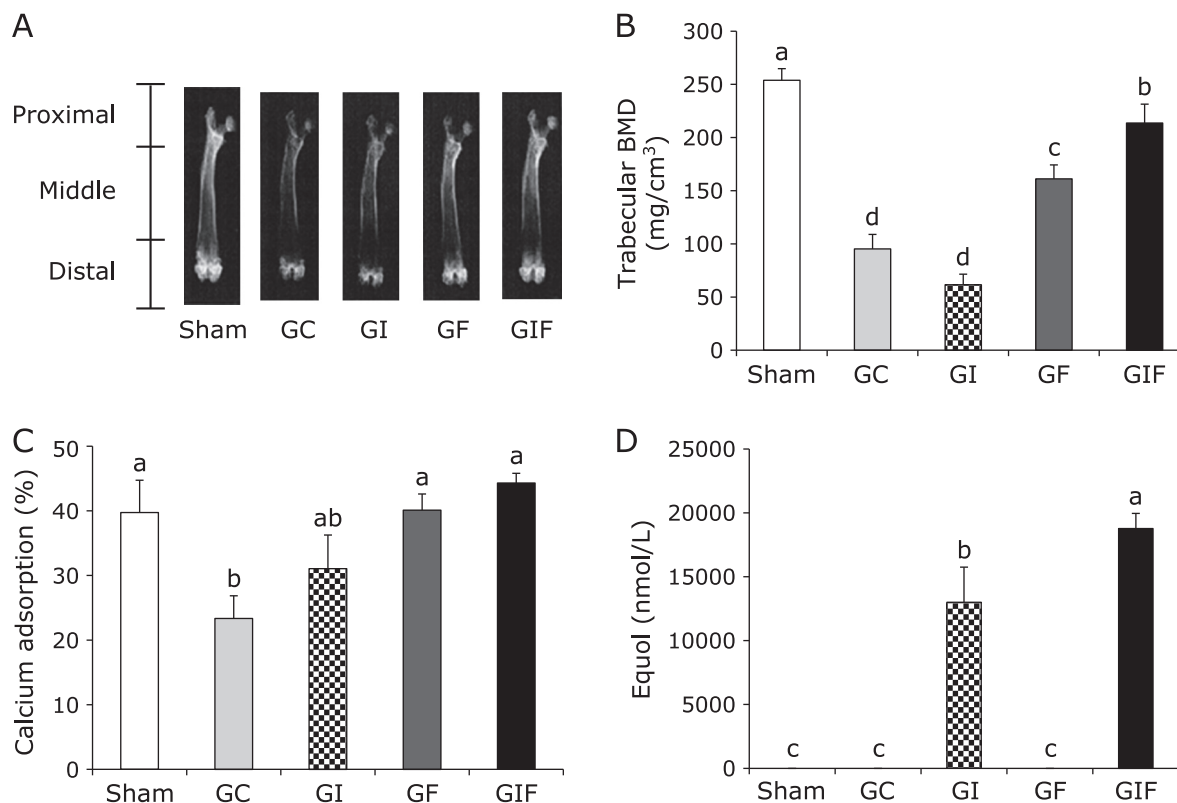 A
Proximal
Middle
Distal
Sham GC GI GF GIF
B
Trabecular BMD
(mg/cm³)
300
250
200
150
100
50
0
a
d
d
c
b
Sham GC GI GF GIF
C
Calcium adsorption (%)
50
40
30
20
10
0
a
b
ab
a
a
Sham GC GI GF GIF
D
Equol (nmol/L)
25000
20000
15000
10000
5000
0
c
c
b
c
a
Sham GC GI GF GIF